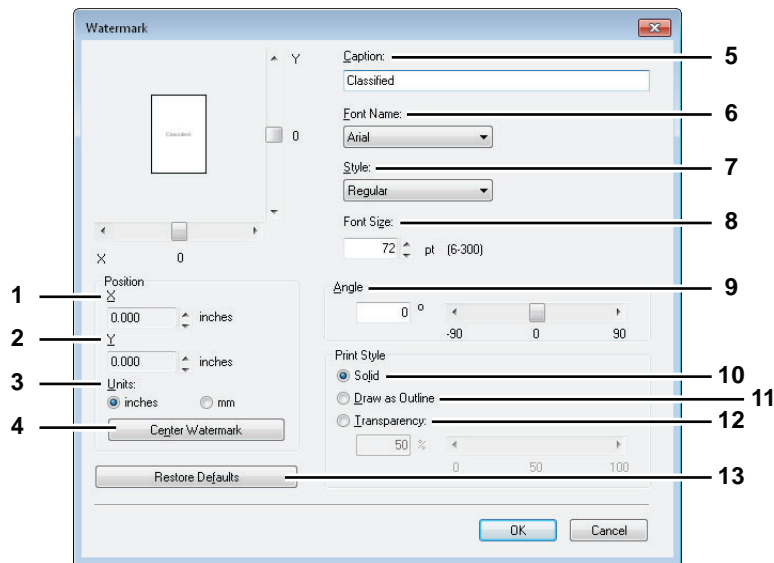 Watermark
Y
Caption:
5
Classified
Classified
Font Name:
6
0
Arial
Style:
7
Regular
Font Size:
8
72 pt (6-300)
X 0
Position
1
X
0.000 inches
2
Y
0.000 inches
3
Units:
inches mm
4
Center Watermark
Restore Defaults
Angle
9
0 °
-90 0 90
Print Style
Solid
10
Draw as Outline
11
Transparency:
12
50 %
0 50 100
13
OK Cancel